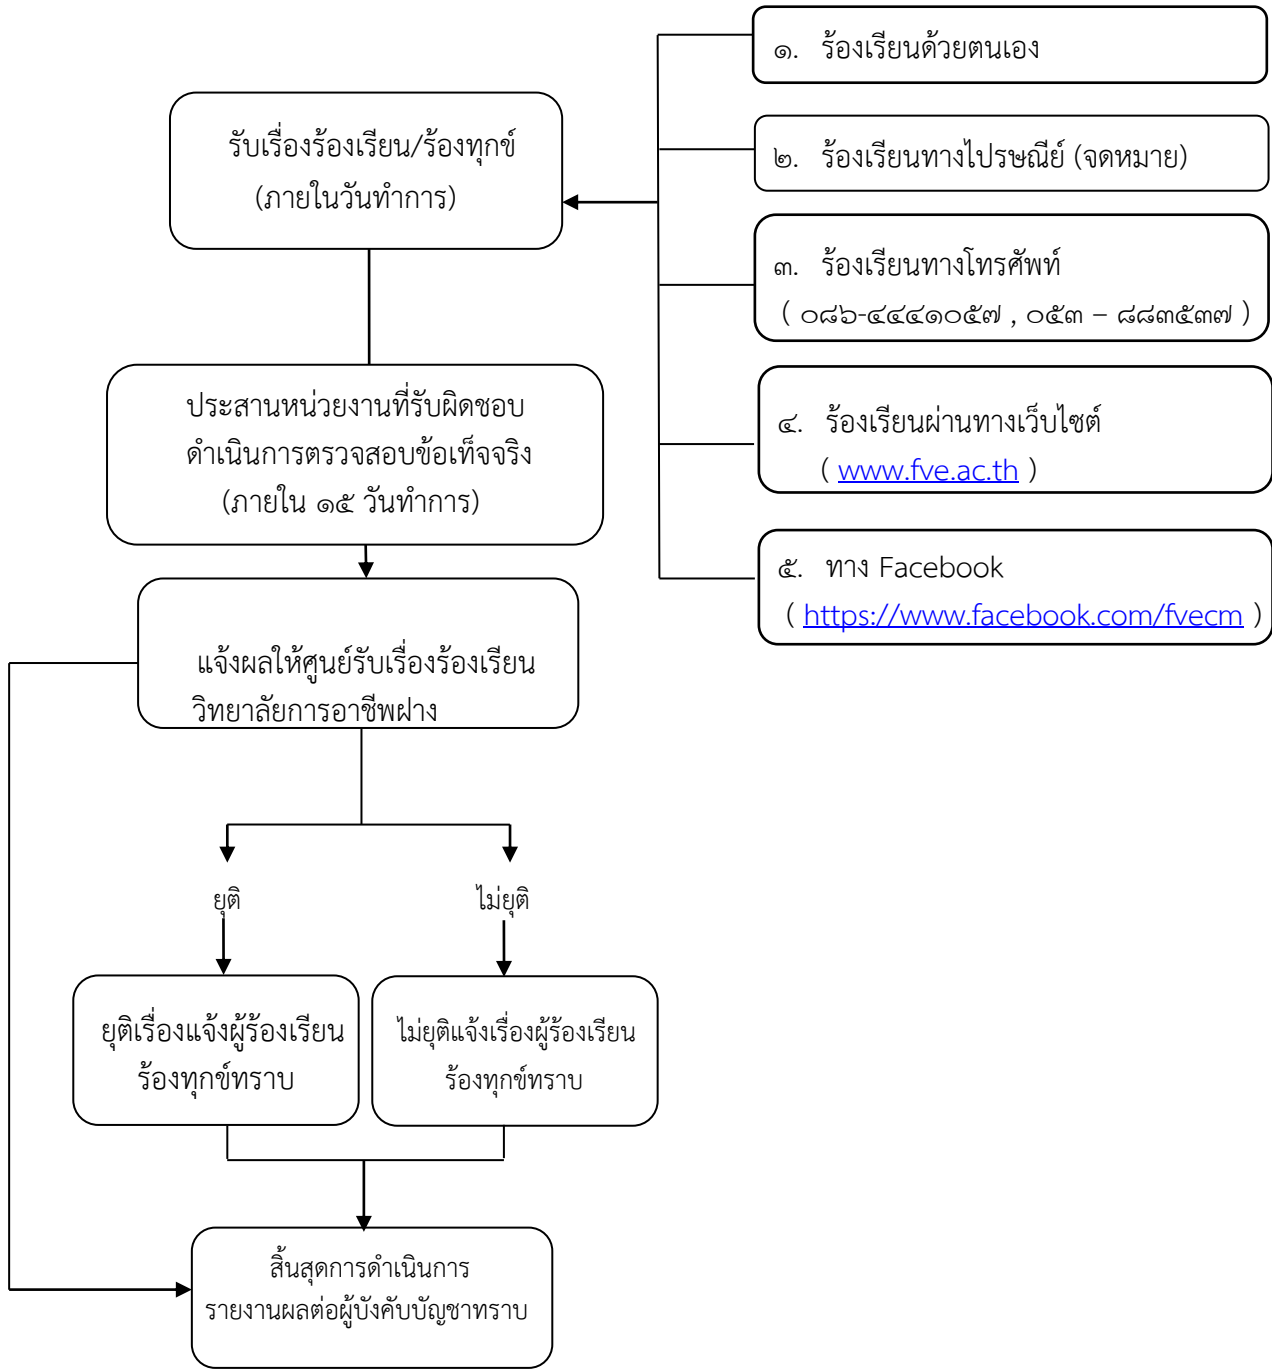 ๑. ร้องเรียนด้วยตนเอง
รับเรื่องร้องเรียน/ร้องทุกข์
(ภายในวันทำการ)
๒. ร้องเรียนทางไปรษณีย์ (จดหมาย)
๓. ร้องเรียนทางโทรศัพท์
( ๐๘๖-๔๔๔๑๐๕๗ , ๐๕๓ – ๘๘๓๕๓๗ )
ประสานหน่วยงานที่รับผิดชอบ
ดำเนินการตรวจสอบข้อเท็จจริง
(ภายใน ๑๕ วันทำการ)
๔. ร้องเรียนผ่านทางเว็บไซต์
( www.fve.ac.th )
๕. ทาง Facebook
( https://www.facebook.com/fvecm )
แจ้งผลให้ศูนย์รับเรื่องร้องเรียน
วิทยาลัยการอาชีพฝาง
ยุติ
ไม่ยุติ
ยุติเรื่องแจ้งผู้ร้องเรียน
ร้องทุกข์ทราบ
ไม่ยุติแจ้งเรื่องผู้ร้องเรียน
ร้องทุกข์ทราบ
สิ้นสุดการดำเนินการ
รายงานผลต่อผู้บังคับบัญชาทราบ